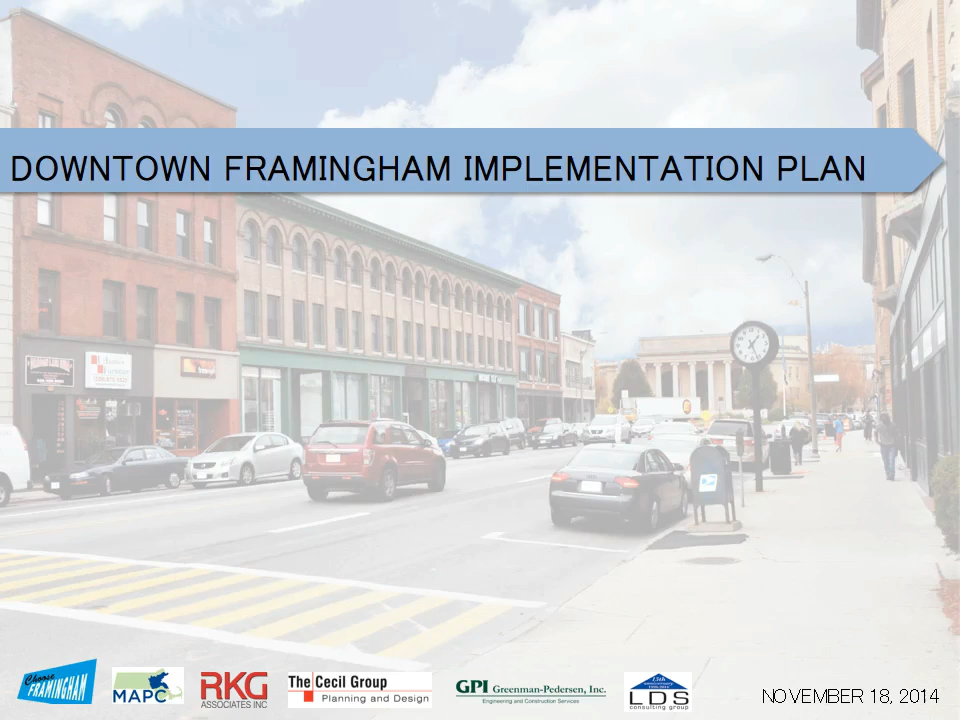 DOWNTOWN FRAMINGHAM IMPLEMENTATION PLAN
Choose
FRAMINGHAM
MAPC
RKG
ASSOCIATES INC
The Cecil Group
Planning and Design
GPI Greenman-Pedersen, Inc.
Engineering and Construction Services
LDS
consulting group
NOVEMBER 18, 2014